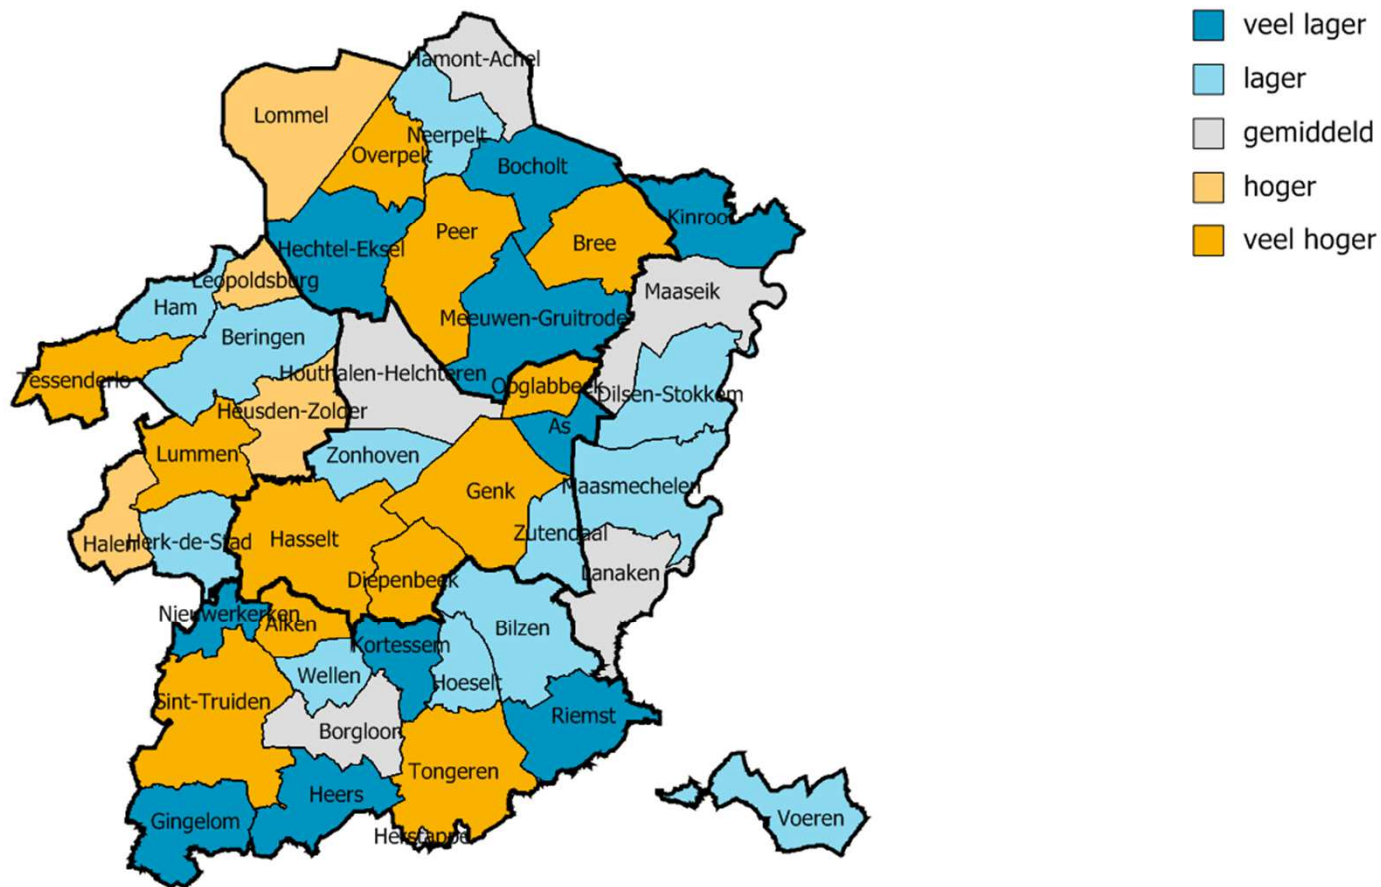 veel lager
lager
gemiddeld
hoger
veel hoger
Hamont-Achel
Lommel
Neerpelt
Overpelt
Bocholt
Kinrooi
Peer
Bree
Hechtel-Eksel
Leopoldsburg
Maaseik
Ham
Meeuwen-Gruitrode
Beringen
Houthalen-Helchteren
Tessenderlo
Opglabbeek
Dilsen-Stokkem
Heusden-Zolder
As
Lummen
Zonhoven
Genk
Maasmechelen
Zutendaal
Hasselt
Halen
Herk-de-Stad
Lanaken
Diepenbeek
Nieuwerkerken
Alken
Bilzen
Kortessem
Wellen
Hoeselt
Sint-Truiden
Riemst
Borgloon
Tongeren
Heers
Gingelom
Voeren
Herstappe